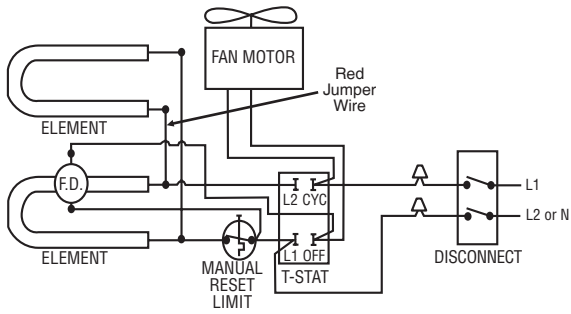 FAN MOTOR
Red
Jumper
Wire
ELEMENT
F.D.
L2 CYC
L1
L2 or N
L1 OFF
DISCONNECT
ELEMENT
MANUAL
RESET
LIMIT
T-STAT